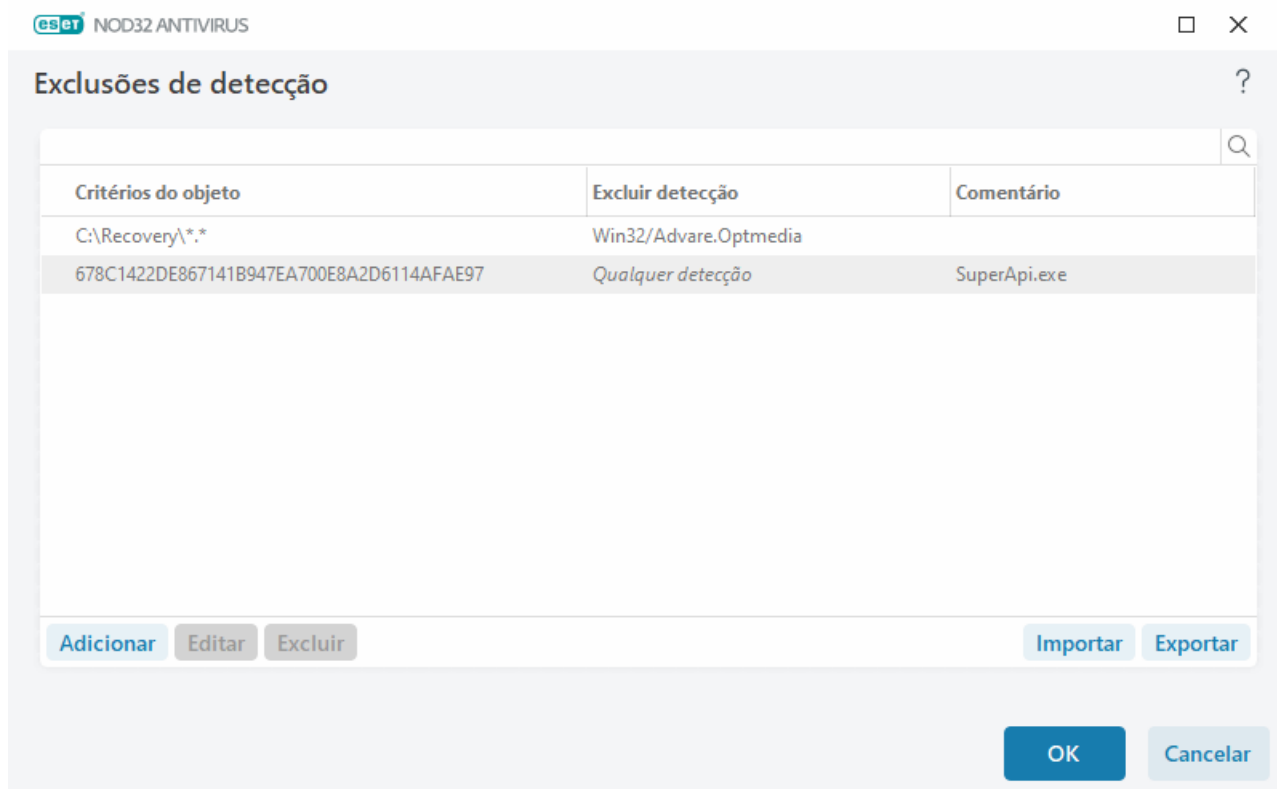 eset NOD32 ANTIVIRUS
Exclusões de detecção ?
Critérios do objeto Excluir detecção Comentário
C:\Recovery\*.* Win32/Advare.Optmedia
678C1422DE867141B947EA700E8A2D6114AFAE97 Qualquer detecção SuperApi.exe
Adicionar Editar Excluir Importar Exportar
OK Cancelar